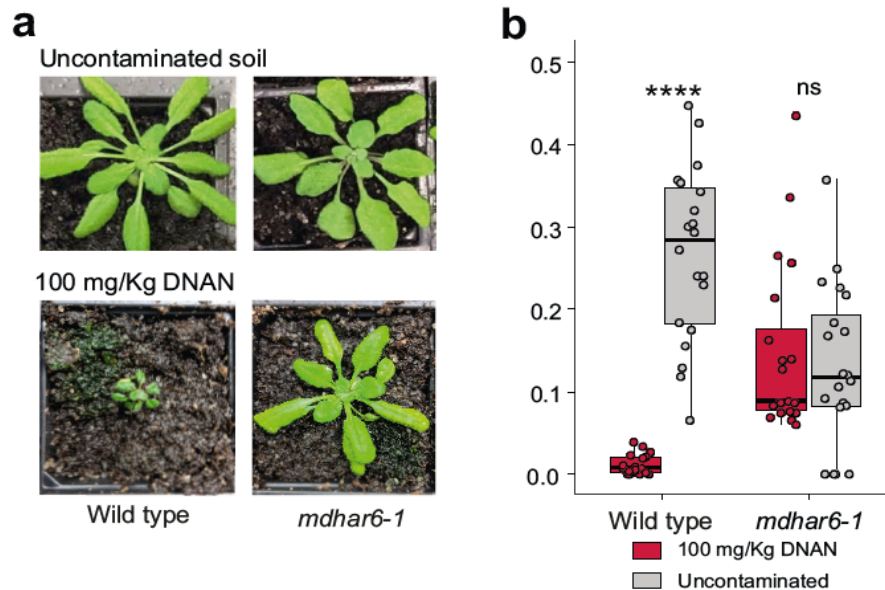 a
Uncontaminated soil
100 mg/Kg DNAN
Wild type
mdhar6-1
b
0.5
0.4
0.3
0.2
0.1
0.0
****
ns
Wild type
mdhar6-1
100 mg/Kg DNAN
Uncontaminated